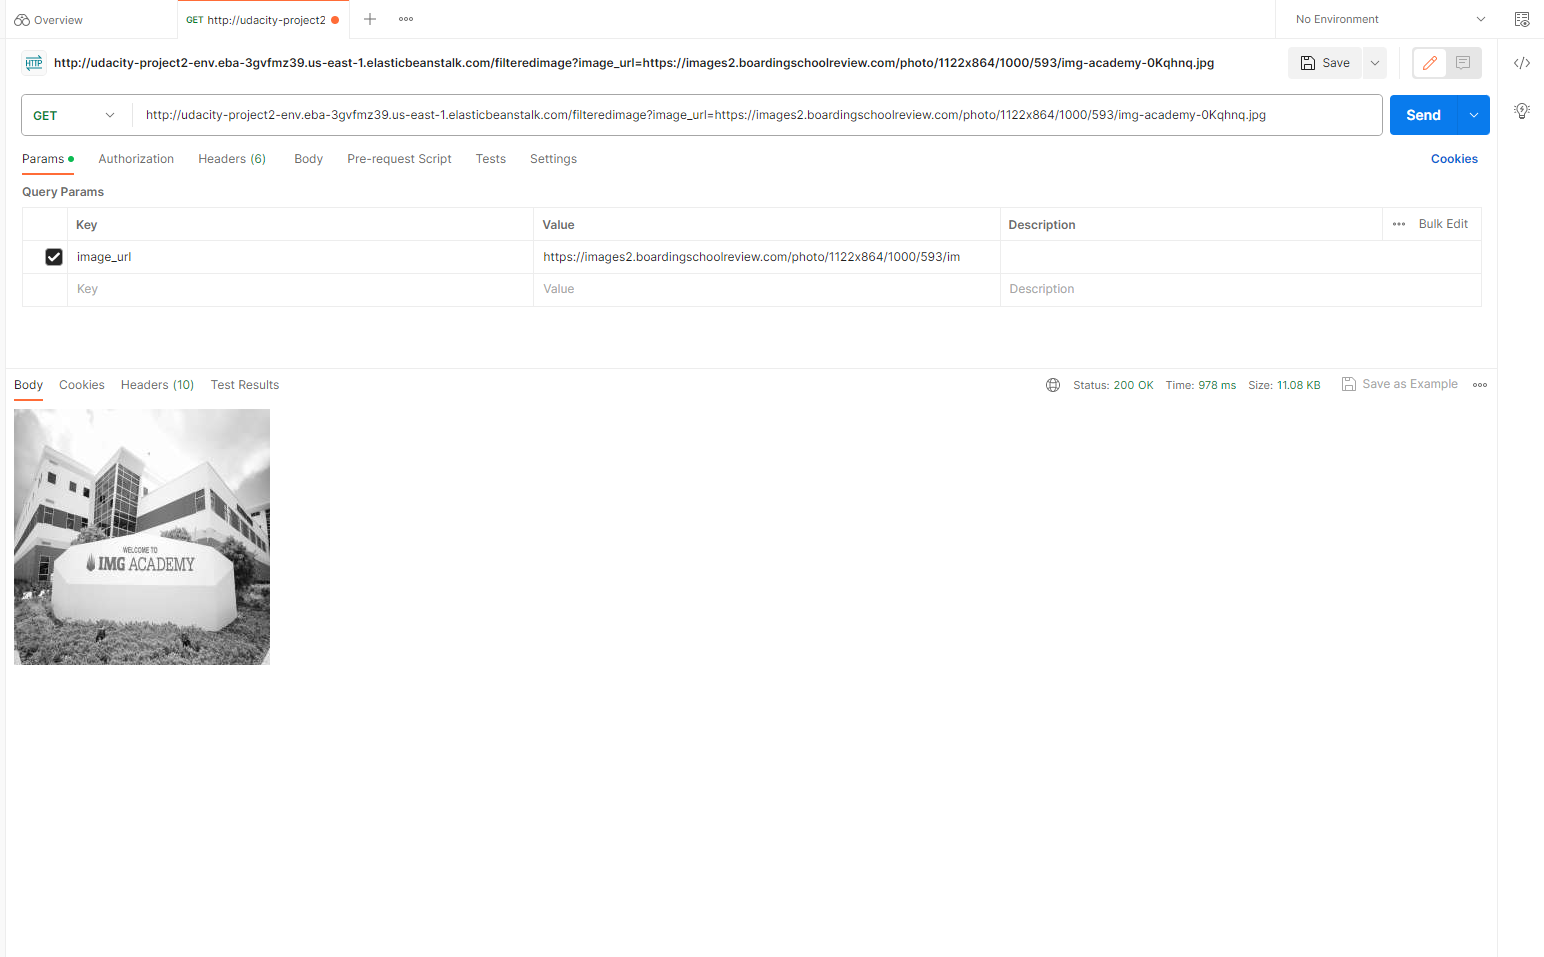 Overview
GET http://udacity-project2
No Environment
HTTP http://udacity-project2-env.eba-3gvfmz39.us-east-1.elasticbeanstalk.com/filteredimage?image_url=https://images2.boardingschoolreview.com/photo/1122x864/1000/593/img-academy-0Kqhnq.jpg
Save
GET http://udacity-project2-env.eba-3gvfmz39.us-east-1.elasticbeanstalk.com/filteredimage?image_url=https://images2.boardingschoolreview.com/photo/1122x864/1000/593/img-academy-0Kqhnq.jpg
Send
Params Authorization Headers (6) Body Pre-request Script Tests Settings Cookies
Query Params
Key Value Description Bulk Edit
image_url https://images2.boardingschoolreview.com/photo/1122x864/1000/593/im
Key Value Description
Body Cookies Headers (10) Test Results Status: 200 OK Time: 978 ms Size: 11.08 KB Save as Example
WELCOME TO
IMG ACADEMY